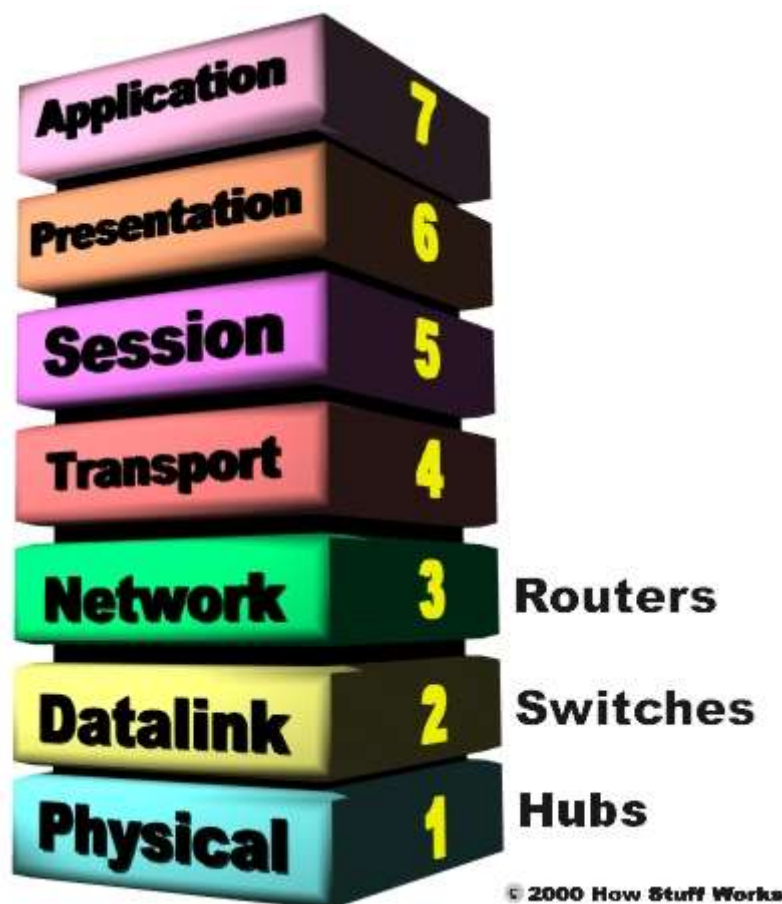 Application 7
Presentation 6
Session 5
Transport 4
Network 3 Routers
Datalink 2 Switches
Physical 1 Hubs
© 2000 How Stuff Works